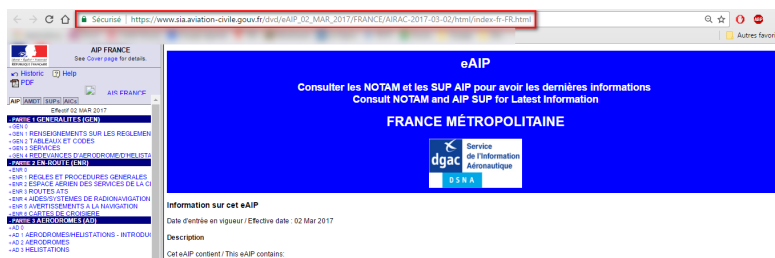 Sécurisé | https://www.sia.aviation-civile.gouv.fr/dvd/eAIP_02_MAR_2017/FRANCE/AIRAC-2017-03-02/html/index-fr-FR.html
Autres favori
AIP FRANCE
See Cover page for details.
Historic Help
PDF
AIS FRANCE
AIP AMDT SUPs AICs
Effectif 02 MAR 2017
- PARTIE 1 GENERALITES (GEN)
+GEN 0
+GEN 1 RENSEIGNEMENTS SUR LES REGLEMEN
+GEN 2 TABLEAUX ET CODES
+GEN 3 SERVICES
+GEN 4 REDEVANCES D'AERODROME/D'HELISTA
- PARTIE 2 EN-ROUTE (ENR)
+ENR 0
+ENR 1 REGLES ET PROCEDURES GENERALES
+ENR 2 ESPACE AERIEN DES SERVICES DE LA CI
+ENR 3 ROUTES ATS
+ENR 4 AIDES/SYSTEMES DE RADIONAVIGATION
+ENR 5 AVERTISSEMENTS A LA NAVIGATION
+ENR 6 CARTES DE CROISIERE
- PARTIE 3 AERODROMES (AD)
+AD 0
+AD 1 AERODROMES/HELISTATIONS - INTRODU
+AD 2 AERODROMES
+AD 3 HELISTATIONS
eAIP
Consulter les NOTAM et les SUP AIP pour avoir les dernières informations
Consult NOTAM and AIP SUP for Latest Information
FRANCE MÉTROPOLITAINE
dgac
DSNA
Service
de l'Information
Aéronautique
Information sur cet eAIP
Date d'entrée en vigueur / Effective date : 02 Mar 2017
Description
Cet eAIP contient / This eAIP contains: